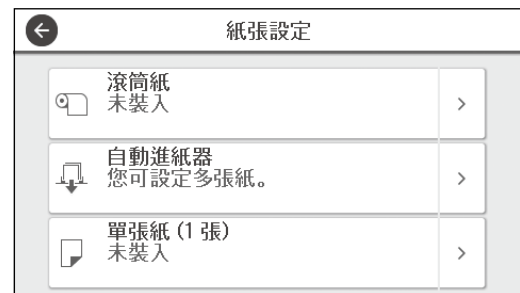 紙張設定
滾筒紙
未裝入
自動進紙器
您可設定多張紙。
單張紙 (1 張)
未裝入